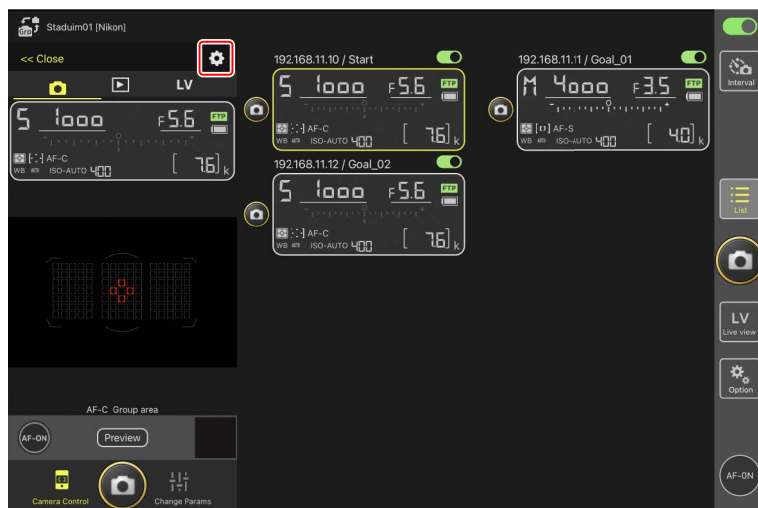 Grp
Staduim01 [Nikon]
<< Close
LV
S 1000 F5.6 FTP
AF-C
WB ISO-AUTO 400 [ 7.6] k
AF-C Group area
AF-ON
Preview
Camera Control
Change Params
192.168.11.10 / Start
S 1000 F5.6 FTP
AF-C
WB ISO-AUTO 400 [ 7.6] k
192.168.11.11 / Goal_01
M 4000 F3.5 FTP
AF-S
WB ISO-AUTO 400 [ 4.0] k
192.168.11.12 / Goal_02
S 1000 F5.6 FTP
AF-C
WB ISO-AUTO 400 [ 7.6] k
Interval
List
LV
Live view
Option
AF-ON